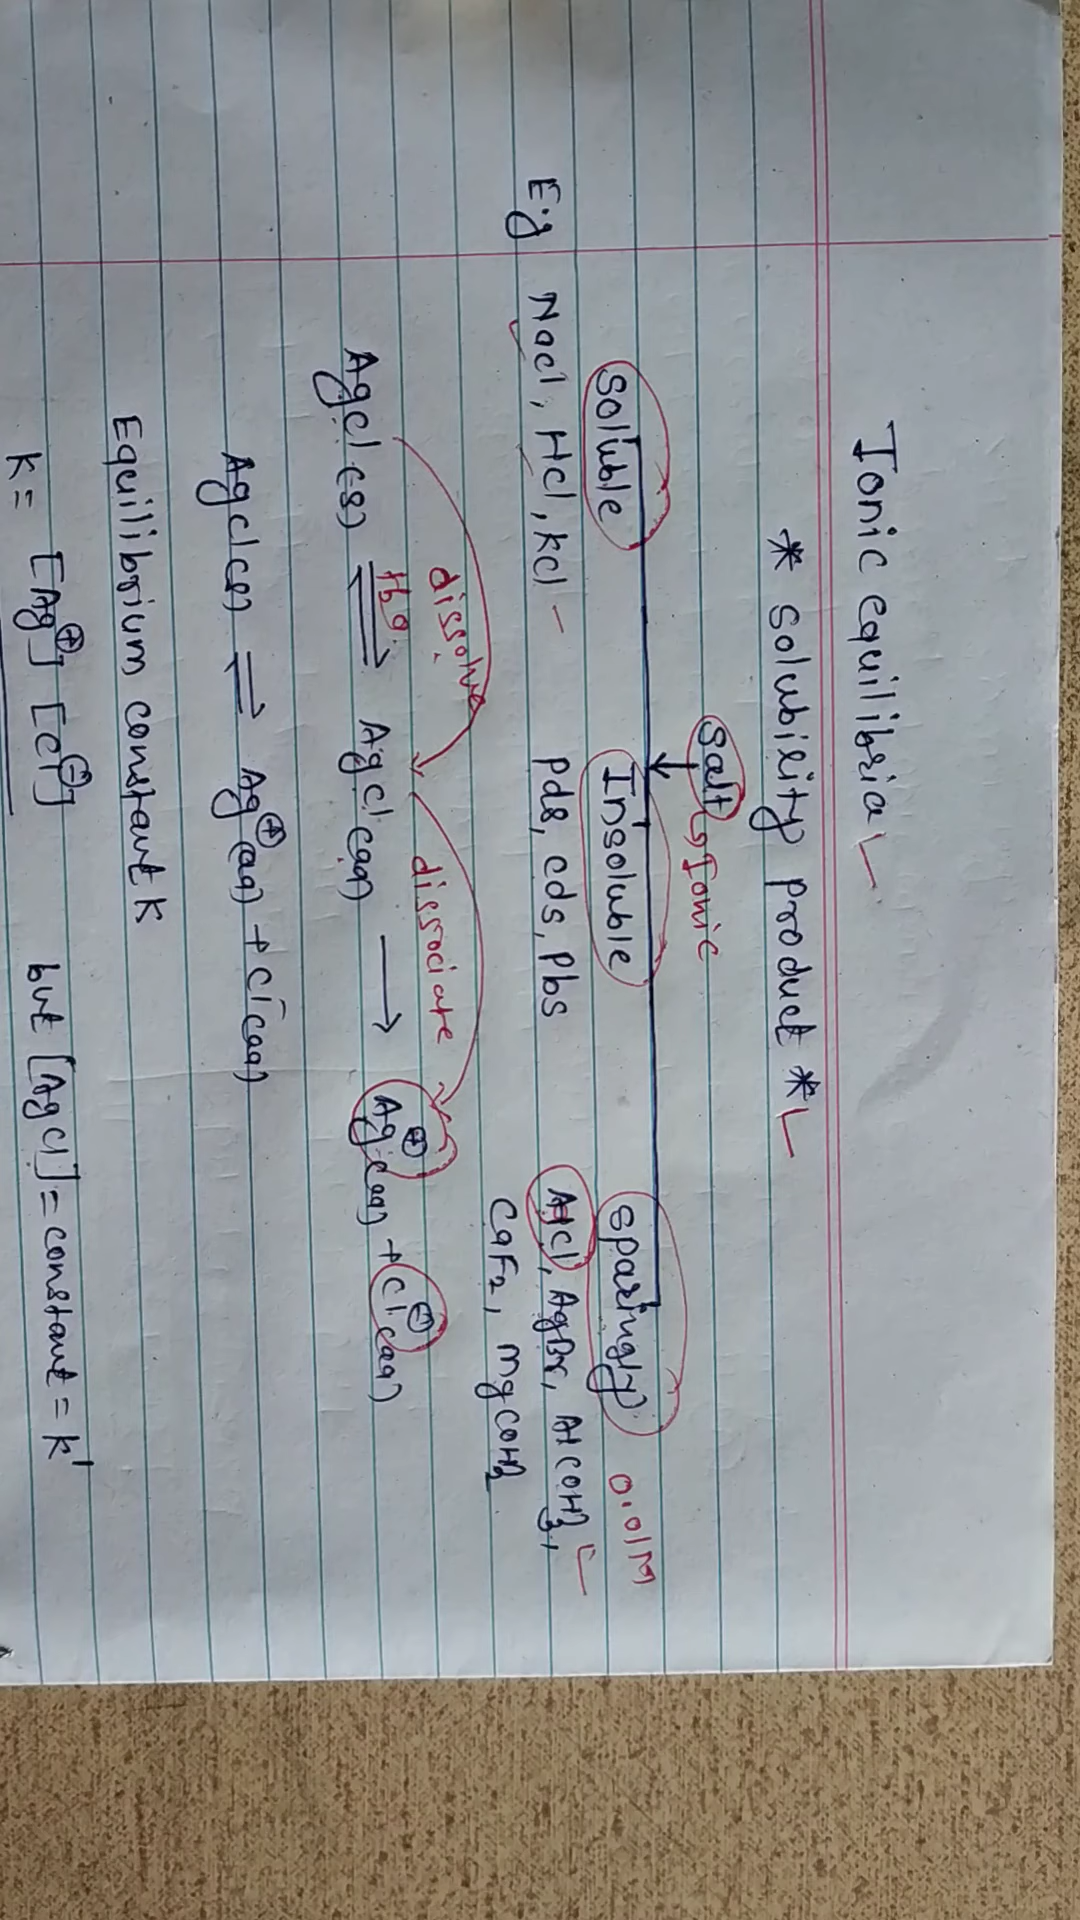 Ionic equilibria
* solubility product *
Salt → Ionic
Soluble Insoluble Sparingly 0.01M
E.g Nacl, Hcl, kcl - Pds, cds, Pbs Atcl, AgBr, Al(OH)3,
CaF2, Mg(OH)2
dissolve dissociate
Agcl(s) ⇌ H2O Agcl(aq) → Ag⊕(aq) + Cl⊖(aq)
Agcl(s) ⇌ Ag⊕(aq) + Cl-(aq)
Equilibrium constant K
K = [Ag⊕] [Cl⊖] but [AgCl] = constant = K'